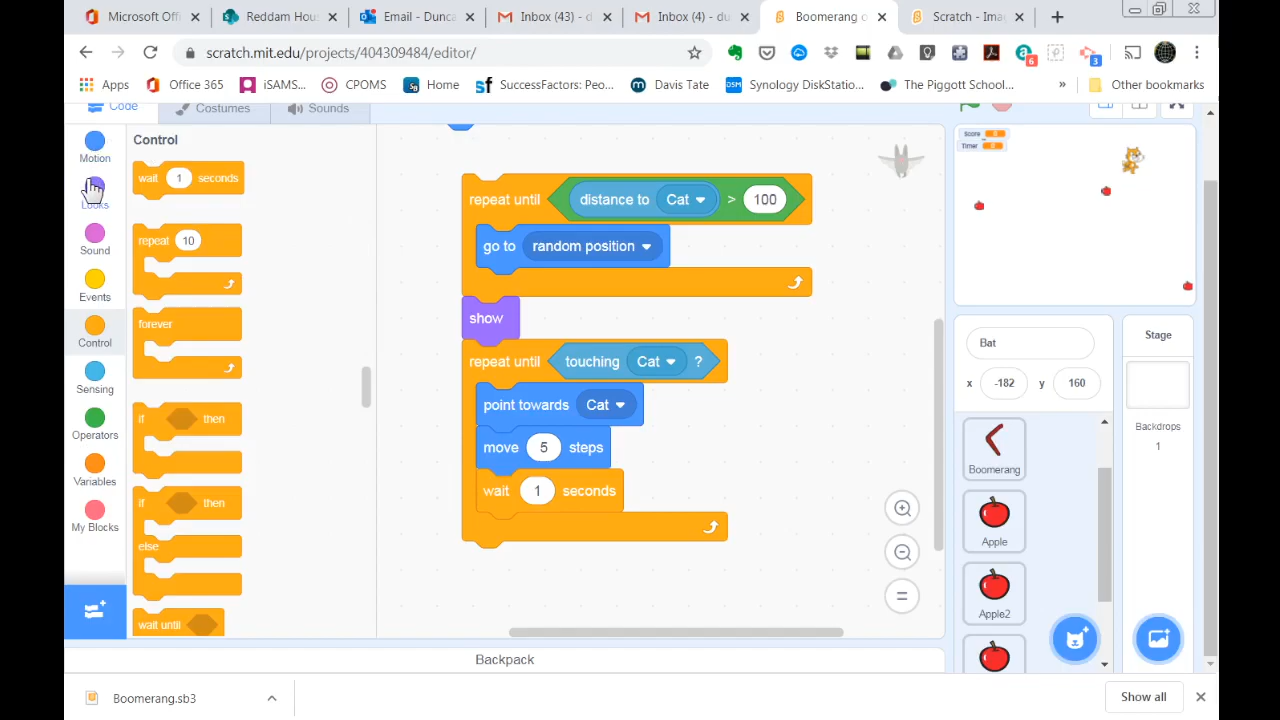 Microsoft Offi
Reddam Hous
Email - Dunca
Inbox (43) - d
Inbox (4) - du
Boomerang o
Scratch - Imag
scratch.mit.edu/projects/404309484/editor/
6
3
Apps
Office 365
iSAMS...
CPOMS
Home
SuccessFactors: Peo...
Davis Tate
Synology DiskStatio...
The Piggott School...
»
Other bookmarks
Code
Costumes
Sounds
Motion
Looks
Sound
Events
Control
Sensing
Operators
Variables
My Blocks
Control
wait 1 seconds
repeat 10
forever
if then
if then
else
wait until
repeat until distance to Cat > 100
go to random position
show
repeat until touching Cat ?
point towards Cat
move 5 steps
wait 1 seconds
Score
Timer
Bat
x -182 y 160
Stage
Backdrops
1
Boomerang
Apple
Apple2
Backpack
Boomerang.sb3
Show all